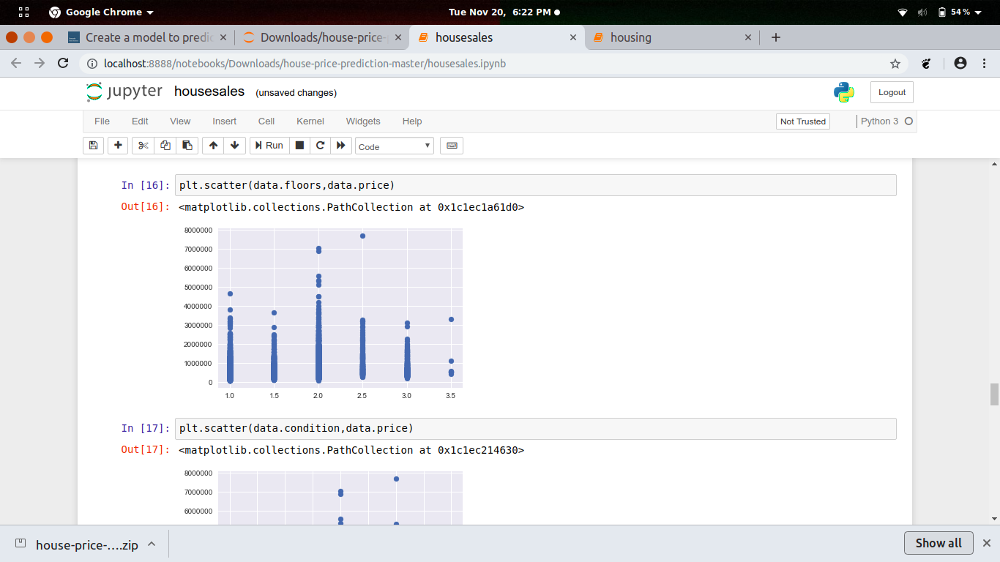 Google Chrome
Tue Nov 20, 6:22 PM
54 %
Create a model to predic
Downloads/house-price-
housesales
housing
localhost:8888/notebooks/Downloads/house-price-prediction-master/housesales.ipynb
jupyter housesales (unsaved changes)
Logout
File Edit View Insert Cell Kernel Widgets Help
Not Trusted
Python 3
Run
Code
In [16]: plt.scatter(data.floors,data.price)
Out[16]: <matplotlib.collections.PathCollection at 0x1c1ec1a61d0>
8000000
7000000
6000000
5000000
4000000
3000000
2000000
1000000
0
1.0 1.5 2.0 2.5 3.0 3.5
In [17]: plt.scatter(data.condition,data.price)
Out[17]: <matplotlib.collections.PathCollection at 0x1c1ec214630>
8000000
7000000
6000000
house-price-....zip
Show all